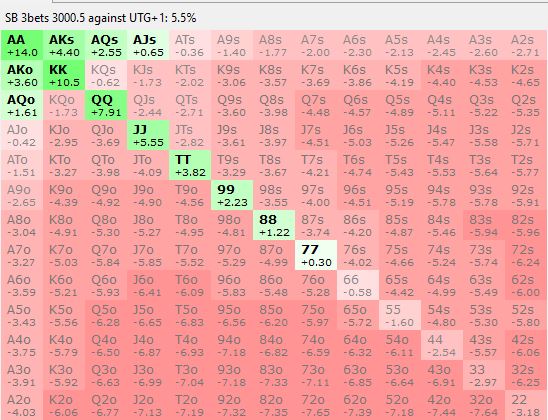 SB 3bets 3000.5 against UTG+1: 5.5%
AA AKs AQs AJs ATs A9s A8s A7s A6s A5s A4s A3s A2s
+14.0 +4.40 +2.55 +0.65 -0.36 -1.40 -1.77 -2.00 -2.30 -2.13 -2.45 -2.60 -2.71
AKo KK KQs KJs KTs K9s K8s K7s K6s K5s K4s K3s K2s
+3.60 +10.5 -0.62 -1.73 -2.02 -3.06 -3.57 -3.69 -3.86 -4.19 -4.40 -4.53 -4.65
AQo KQo QQ QJs QTs Q9s Q8s Q7s Q6s Q5s Q4s Q3s Q2s
+1.61 -1.73 +7.91 -2.44 -2.71 -3.60 -3.98 -4.48 -4.57 -4.89 -5.11 -5.22 -5.35
AJo KJo QJo JJ JTs J9s J8s J7s J6s J5s J4s J3s J2s
-0.42 -2.95 -3.69 +5.55 -2.82 -3.61 -3.97 -4.51 -5.03 -5.26 -5.47 -5.58 -5.71
ATo KTo QTo JTo TT T9s T8s T7s T6s T5s T4s T3s T2s
-1.51 -3.27 -3.98 -4.09 +3.82 -3.29 -3.67 -4.21 -4.74 -5.43 -5.53 -5.64 -5.77
A9o K9o Q9o J9o T9o 99 98s 97s 96s 95s 94s 93s 92s
-2.65 -4.39 -4.92 -4.90 -4.56 +2.23 -3.55 -4.00 -4.51 -5.19 -5.78 -5.78 -5.91
A8o K8o Q8o J8o T8o 98o 88 87s 86s 85s 84s 83s 82s
-3.04 -4.91 -5.30 -5.27 -4.95 -4.81 +1.22 -3.74 -4.20 -4.87 -5.46 -5.94 -5.96
A7o K7o Q7o J7o T7o 97o 87o 77 76s 75s 74s 73s 72s
-3.27 -5.03 -5.84 -5.85 -5.52 -5.29 -4.99 +0.30 -4.02 -4.66 -5.24 -5.74 -6.24
A6o K6o Q6o J6o T6o 96o 86o 76o 66 65s 64s 63s 62s
-3.59 -5.21 -5.93 -6.41 -6.09 -5.83 -5.48 -5.28 -0.58 -4.42 -4.99 -5.49 -6.00
A5o K5o Q5o J5o T5o 95o 85o 75o 65o 55 54s 53s 52s
-3.43 -5.56 -6.28 -6.65 -6.83 -6.56 -6.20 -5.97 -5.72 -1.60 -4.80 -5.30 -5.80
A4o K4o Q4o J4o T4o 94o 84o 74o 64o 54o 44 43s 42s
-3.75 -5.79 -6.50 -6.87 -6.93 -7.18 -6.82 -6.59 -6.32 -6.11 -2.54 -5.57 -6.06
A3o K3o Q3o J3o T3o 93o 83o 73o 63o 53o 43o 33 32s
-3.91 -5.92 -6.63 -6.99 -7.04 -7.18 -7.33 -7.11 -6.85 -6.64 -6.91 -2.97 -6.25
A2o K2o Q2o J2o T2o 92o 82o 72o 62o 52o 42o 32o 22
-4.03 -6.06 -6.77 -7.13 -7.19 -7.32 -7.35 -7.65 -7.39 -7.18 -7.44 -7.64 -3.18